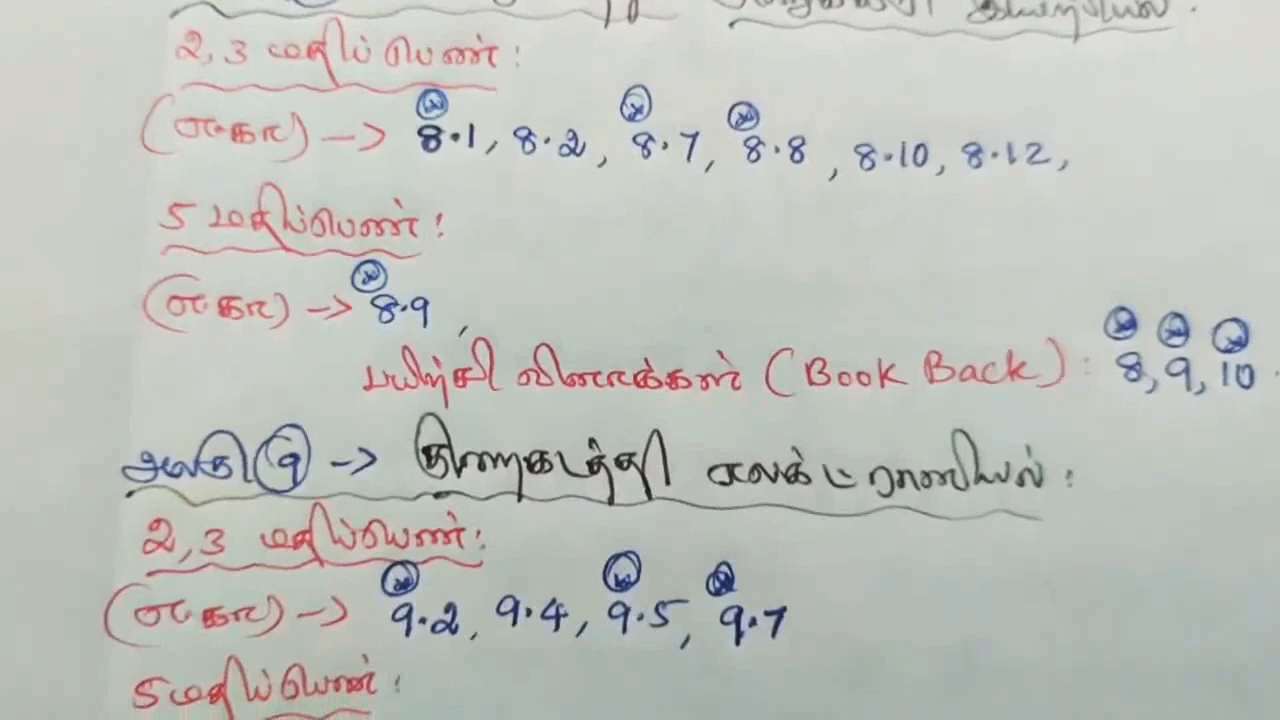 2, 3 மதிப்பெண் :
(எ.கா) -> 8.1, 8.2, 8.7, 8.8, 8.10, 8.12,
5 மதிப்பெண் :
(எ.கா) -> 8.9,
பயிற்சி வினாக்கள் (Book Back) : 8, 9, 10.
அலகு 9 -> குறைகடத்தி எலக்ட்ரானியியல் :
2, 3 மதிப்பெண் :
(எ.கா) -> 9.2, 9.4, 9.5, 9.7
5 மதிப்பெண் :